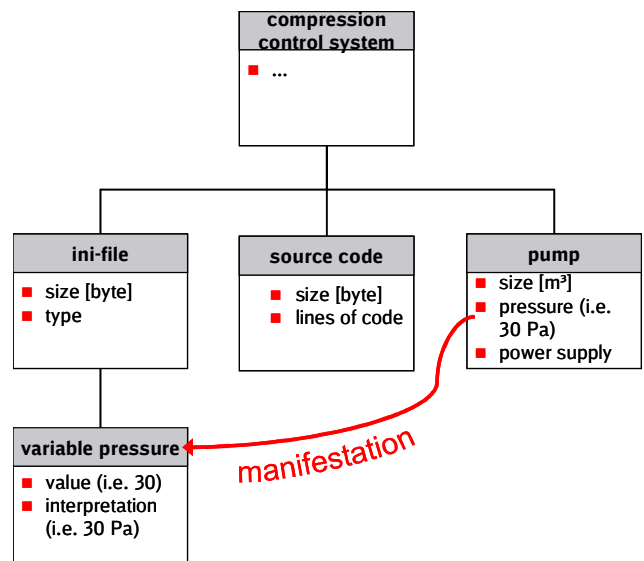 compression
control system
...
ini-file
size [byte]
type
source code
size [byte]
lines of code
pump
size [m³]
pressure (i.e.
30 Pa)
power supply
variable pressure
value (i.e. 30)
interpretation
(i.e. 30 Pa)
manifestation